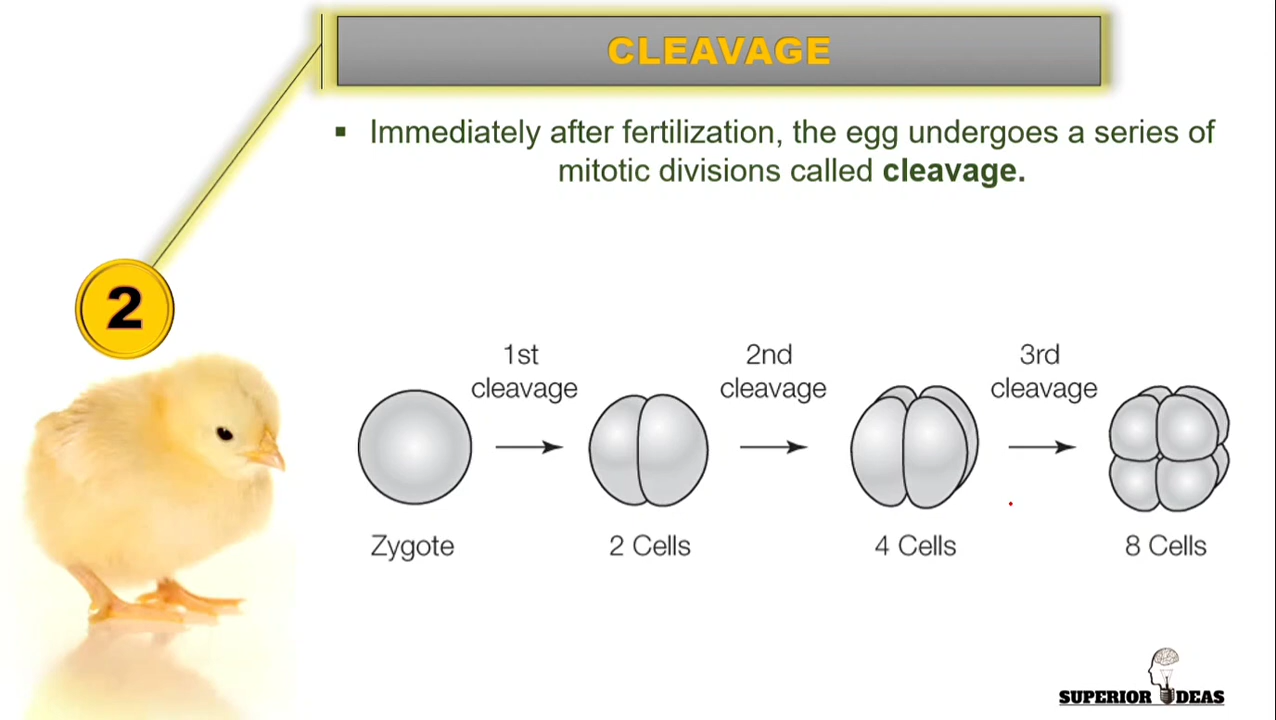 CLEAVAGE
▪ Immediately after fertilization, the egg undergoes a series of
mitotic divisions called cleavage.
2
1st
cleavage
2nd
cleavage
3rd
cleavage
Zygote
2 Cells
4 Cells
8 Cells
SUPERIOR IDEAS